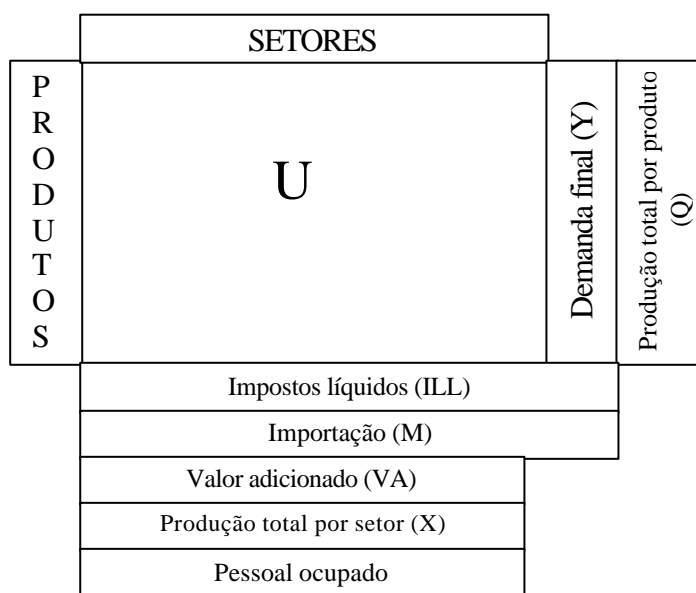 SETORES
PRODUTOS
U
Demanda final (Y)
Produção total por produto
(Q)
Impostos líquidos (ILL)
Importação (M)
Valor adicionado (VA)
Produção total por setor (X)
Pessoal ocupado